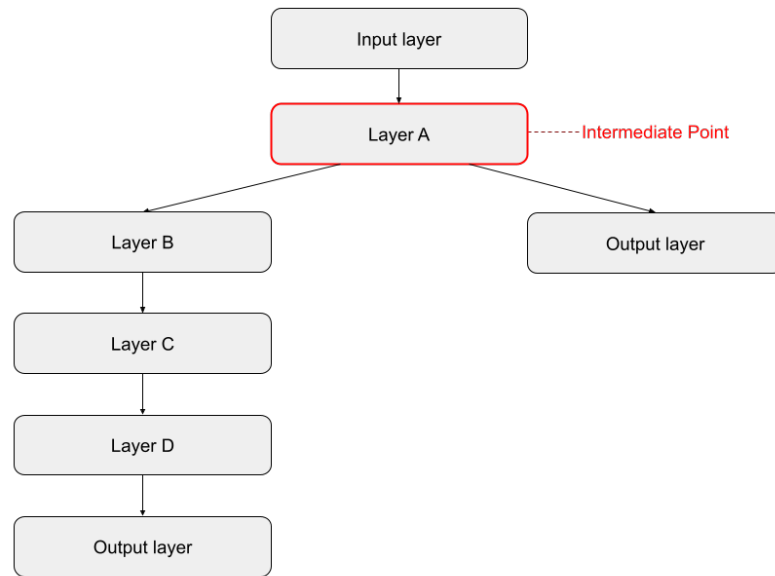 Input layer
Layer A
Intermediate Point
Layer B
Output layer
Layer C
Layer D
Output layer